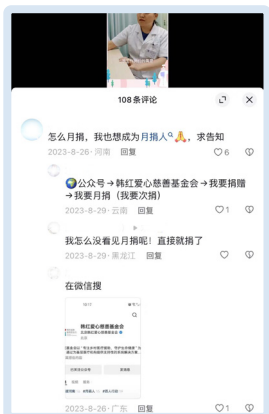 108 条评论
怎么月捐，我也想成为月捐人🙏，求告知
2023-8-26·河南 回复
6
🌍公众号→韩红爱心慈善基金会→我要捐赠
→我要月捐（我要次捐）
2023-8-29·云南 回复
1
我怎么没看见月捐呢！直接就捐了
2023-8-29·黑龙江 回复
在微信搜
韩红爱心慈善基金会
2023-8-26·广东 回复
1